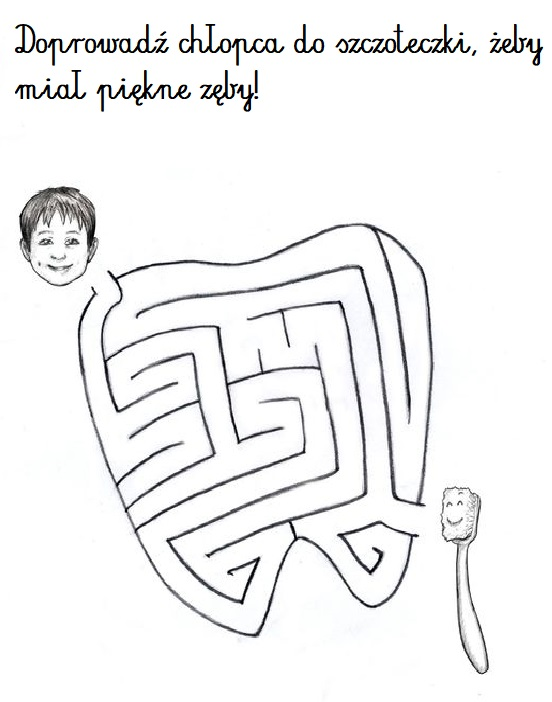 Doprowadź chłopca do szczoteczki, żeby
miał piękne zęby!